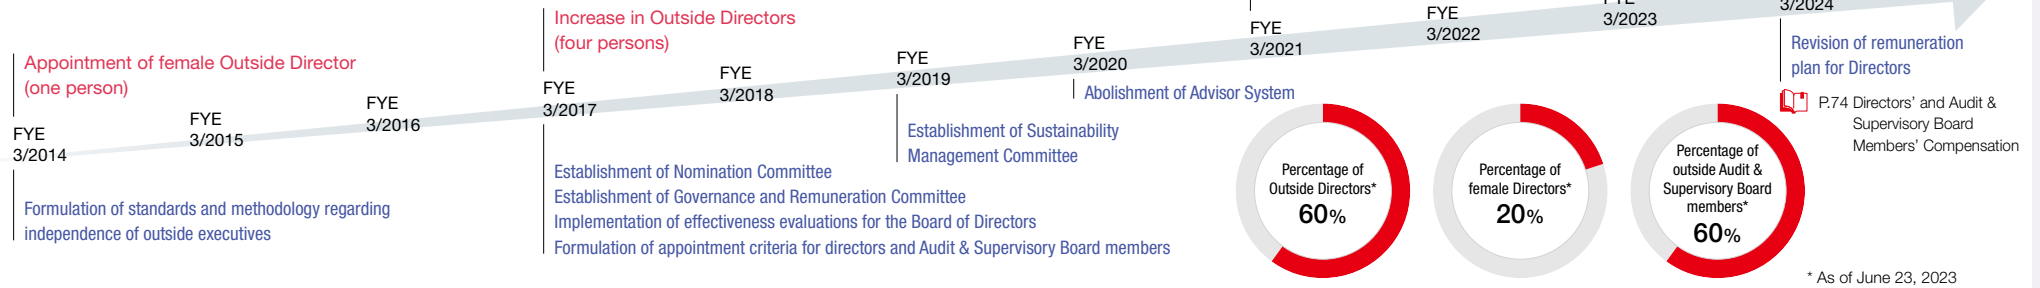 Appointment of female Outside Director
(one person)
FYE
3/2014
Formulation of standards and methodology regarding
independence of outside executives
FYE
3/2015
FYE
3/2016
Increase in Outside Directors
(four persons)
FYE
3/2017
Establishment of Nomination Committee
Establishment of Governance and Remuneration Committee
Implementation of effectiveness evaluations for the Board of Directors
Formulation of appointment criteria for directors and Audit & Supervisory Board members
FYE
3/2018
FYE
3/2019
Establishment of Sustainability
Management Committee
FYE
3/2020
Abolishment of Advisor System
FYE
3/2021
FYE
3/2022
3/2023
3/2024
Revision of remuneration
plan for Directors
P.74 Directors' and Audit &
Supervisory Board
Members' Compensation
Percentage of
Outside Directors*
60%
Percentage of
female Directors*
20%
Percentage of
outside Audit &
Supervisory Board
members*
60%
* As of June 23, 2023